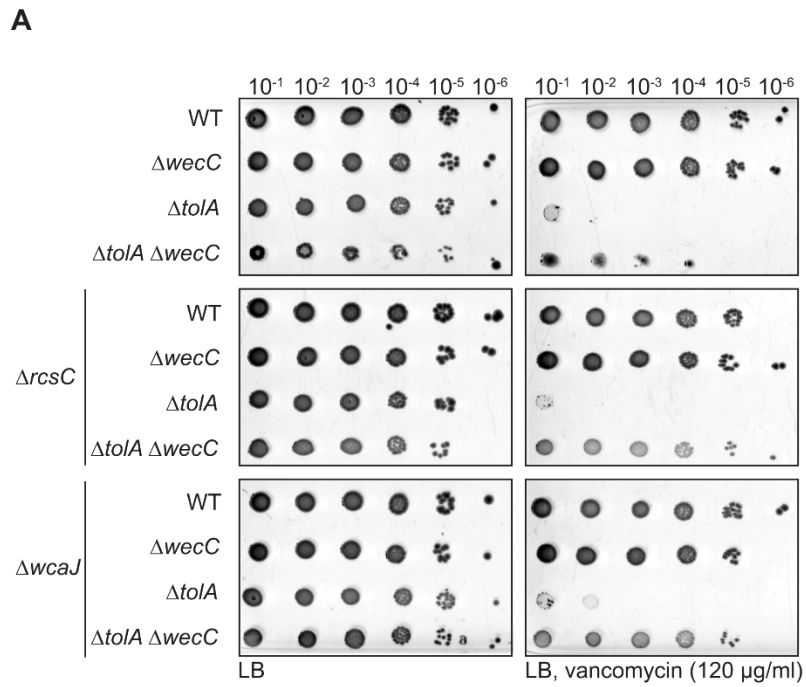 A
10⁻¹ 10⁻² 10⁻³ 10⁻⁴ 10⁻⁵ 10⁻⁶ 10⁻¹ 10⁻² 10⁻³ 10⁻⁴ 10⁻⁵ 10⁻⁶
WT
ΔwecC
ΔtolA
ΔtolA ΔwecC
ΔrcsC
WT
ΔwecC
ΔtolA
ΔtolA ΔwecC
ΔwcaJ
WT
ΔwecC
ΔtolA
ΔtolA ΔwecC
a
LB LB, vancomycin (120 μg/ml)